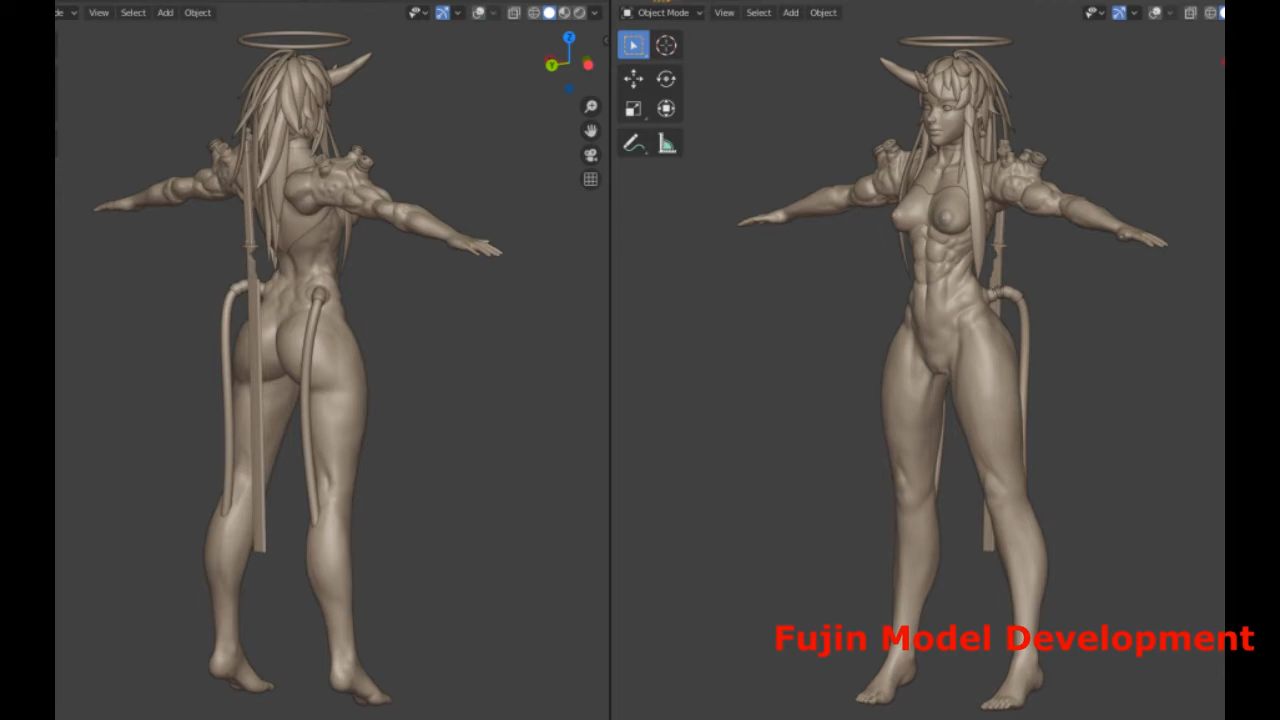 View Select Add Object
Object Mode View Select Add Object
Z
Y
Fujin Model Development